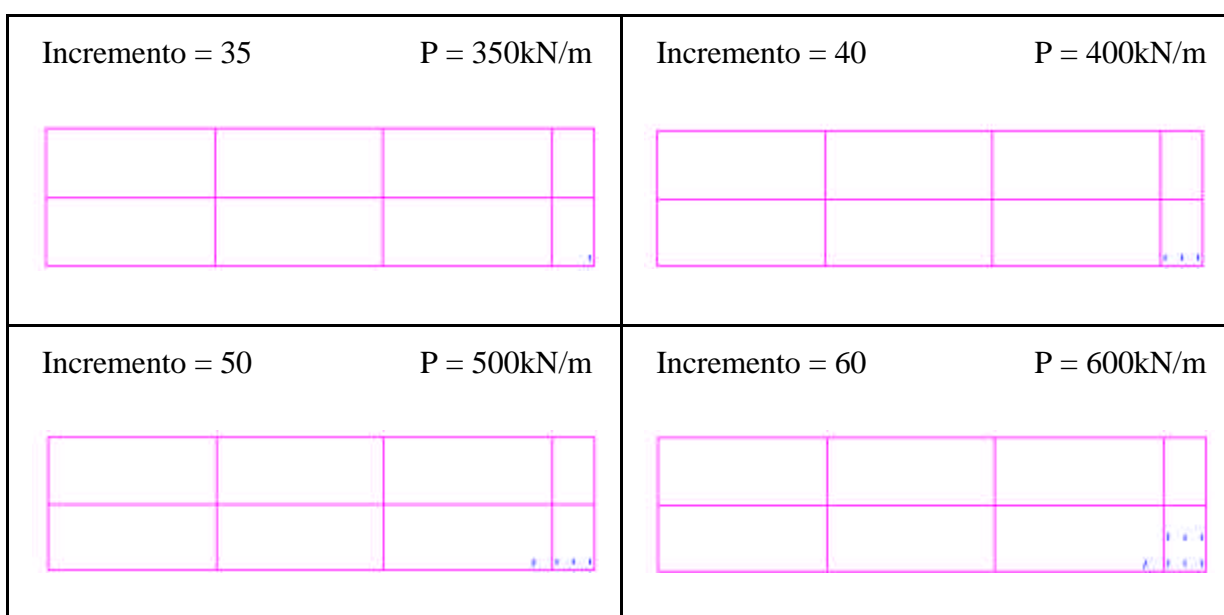 Incremento = 35 P = 350kN/m
Incremento = 40 P = 400kN/m
Incremento = 50 P = 500kN/m
Incremento = 60 P = 600kN/m